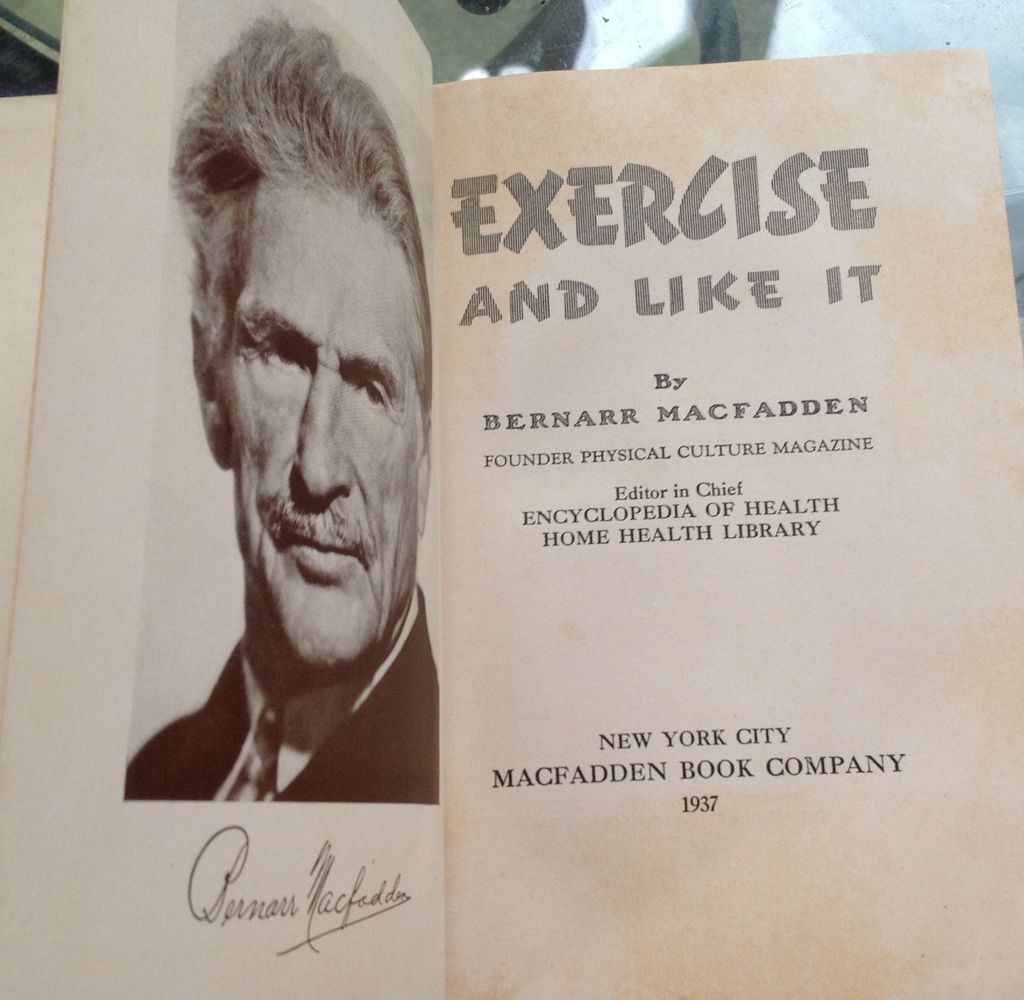 EXERCISE
AND LIKE IT
By
BERNARR MACFADDEN
FOUNDER PHYSICAL CULTURE MAGAZINE
Editor in Chief
ENCYCLOPEDIA OF HEALTH
HOME HEALTH LIBRARY
NEW YORK CITY
MACFADDEN BOOK COMPANY
1937
Bernarr Macfadden